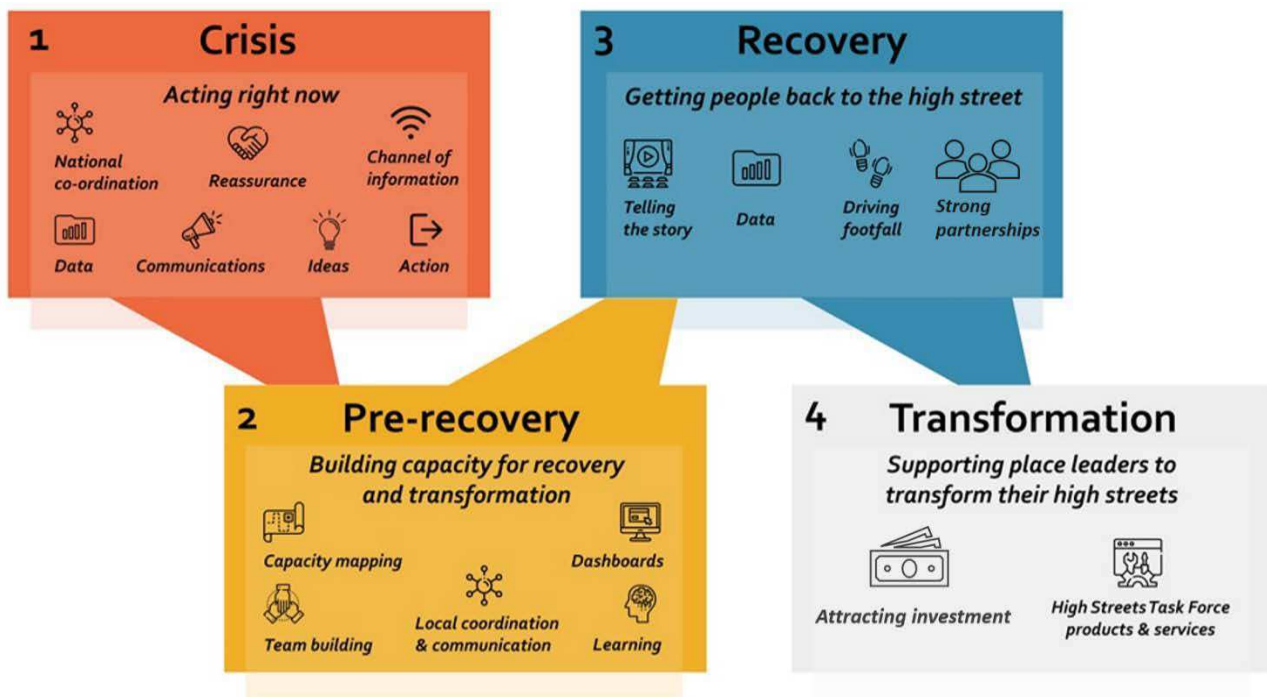 1 Crisis
Acting right now
National
co-ordination
Reassurance
Channel of
information
Data
Communications
Ideas
Action
2 Pre-recovery
Building capacity for recovery
and transformation
Capacity mapping
Dashboards
Team building
Local coordination
& communication
Learning
3 Recovery
Getting people back to the high street
Telling
the story
Data
Driving
footfall
Strong
partnerships
4 Transformation
Supporting place leaders to
transform their high streets
Attracting investment
High Streets Task Force
products & services